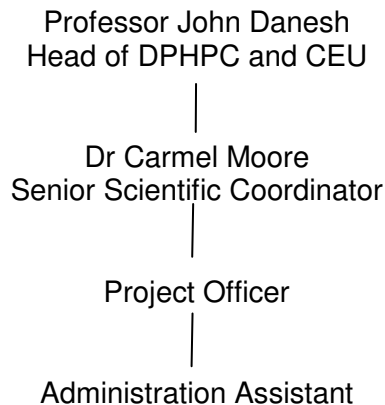 Professor John Danesh
Head of DPHPC and CEU
Dr Carmel Moore
Senior Scientific Coordinator
Project Officer
Administration Assistant